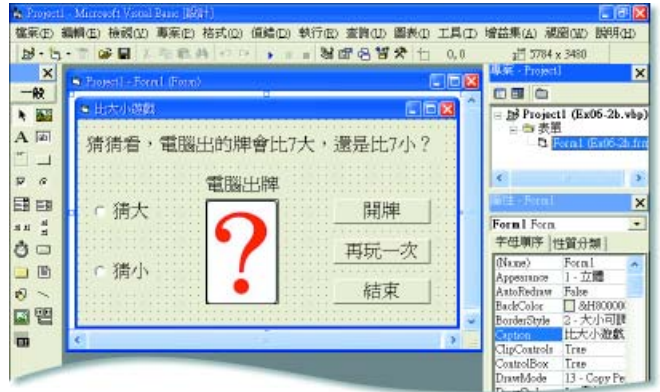 Project1 - Microsoft Visual Basic [設計]
檔案(F) 編輯(E) 檢視(V) 專案(P) 格式(O) 偵錯(D) 執行(R) 查詢(U) 圖表(I) 工具(T) 增益集(A) 視窗(W) 說明(H)
0,0 5784 x 3480
一般
Project1 - Form1 (Form)
比大小遊戲
猜猜看，電腦出的牌會比7大，還是比7小？
電腦出牌
猜大
猜小
?
開牌
再玩一次
結束
專案 - Project1
Project1 (Ex06-2b.vbp)
表單
Form1 (Ex06-2b.frm
屬性 - Form1
Form1 Form
字母順序 性質分類
(Name) Form1
Appearance 1 - 立體
AutoRedraw False
BackColor &H80000
BorderStyle 2 - 大小可調
Caption 比大小遊戲
ClipControls True
ControlBox True
DrawMode 13 - Copy Pe